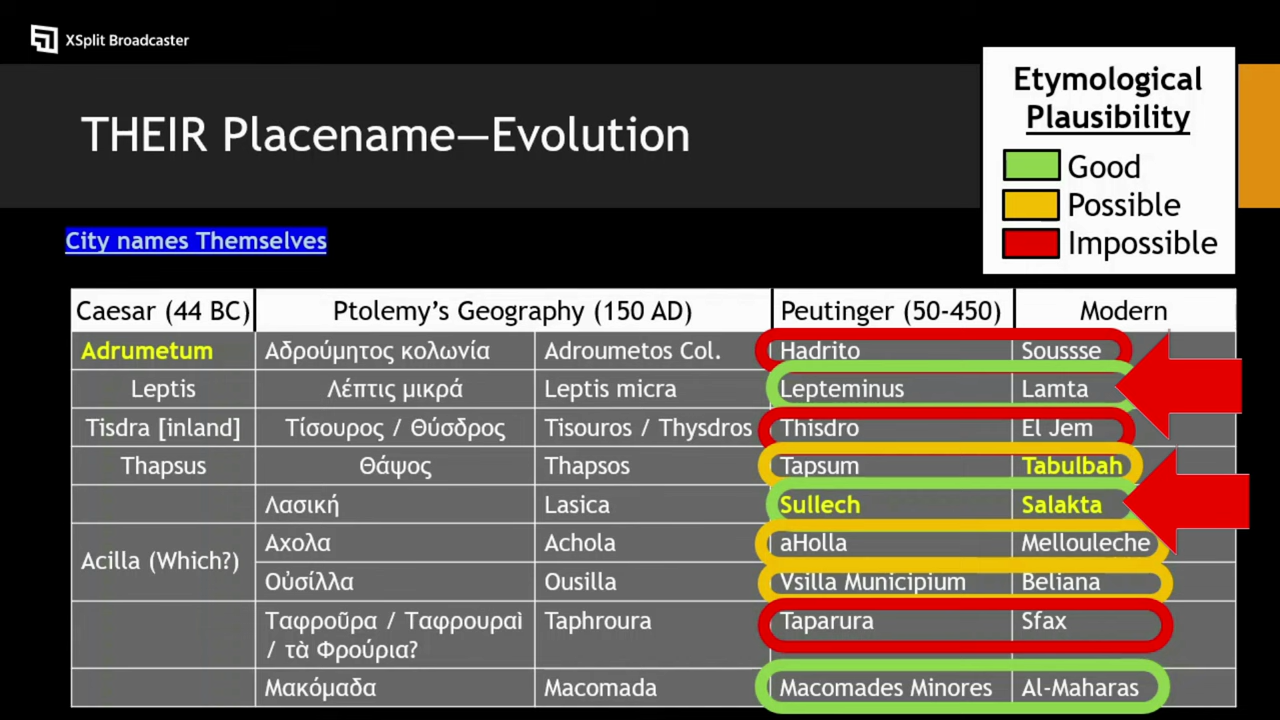 XSplit Broadcaster
THEIR Placename—Evolution
Etymological
Plausibility
Good
Possible
Impossible
City names Themselves
Caesar (44 BC) Ptolemy’s Geography (150 AD) Peutinger (50-450) Modern
Adrumetum Αδρούμητος κολωνία Adroumetos Col. Hadrito Soussse
Leptis Λέπτις μικρά Leptis micra Lepteminus Lamta
Tisdra [inland] Τίσουρος / Θύσδρος Tisouros / Thysdros Thisdro El Jem
Thapsus Θάψος Thapsos Tapsum Tabulbah
Λασική Lasica Sullech Salakta
Acilla (Which?) Αχολα Achola aHolla Mellouleche
Οὐσίλλα Ousilla Vsilla Municipium Beliana
Ταφροῦρα / Ταφρουραὶ Taphroura Taparura Sfax
/ τὰ Φρούρια?
Μακόμαδα Macomada Macomades Minores Al-Maharas